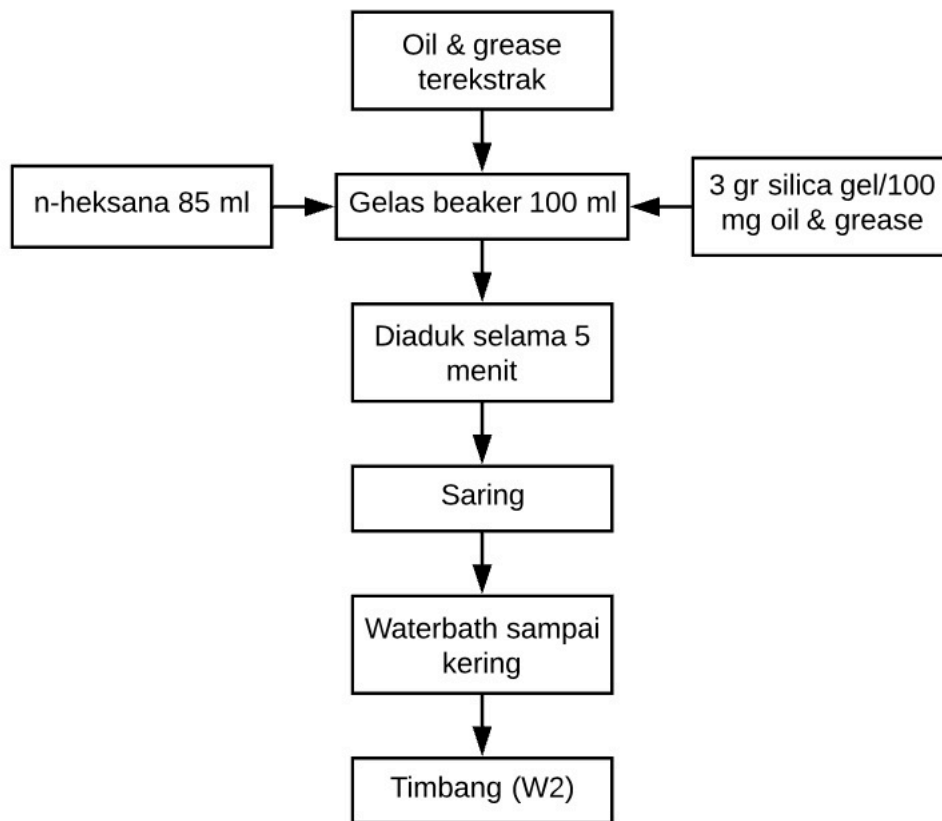 Oil & grease
terekstrak
n-heksana 85 ml
Gelas beaker 100 ml
3 gr silica gel/100
mg oil & grease
Diaduk selama 5
menit
Saring
Waterbath sampai
kering
Timbang (W2)